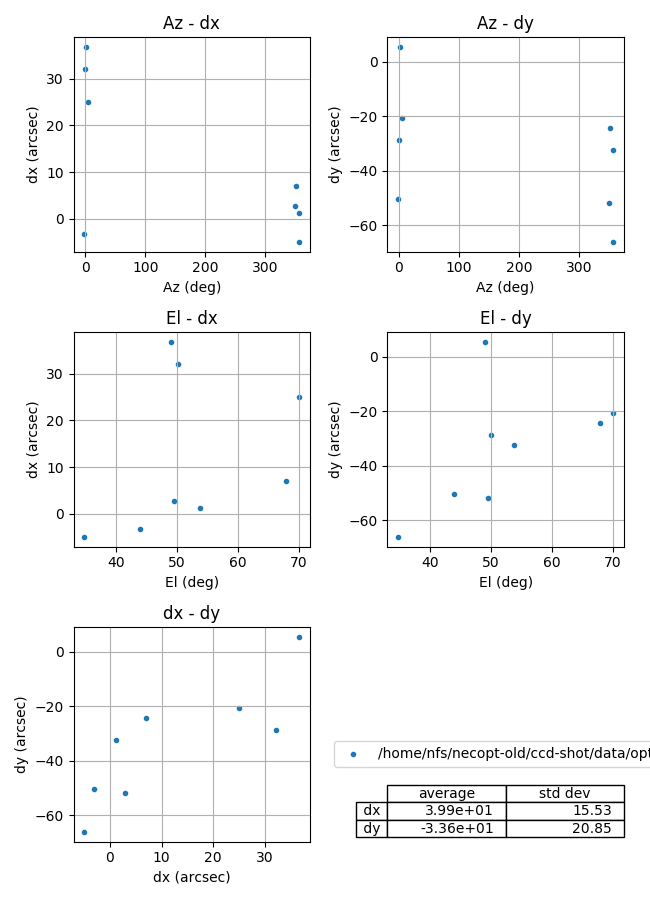 Az - dx
dx (arcsec)
30
20
10
0
0 100 200 300
Az (deg)
Az - dy
dy (arcsec)
0
−20
−40
−60
0 100 200 300
Az (deg)
El - dx
dx (arcsec)
30
20
10
0
40 50 60 70
El (deg)
El - dy
dy (arcsec)
0
−20
−40
−60
40 50 60 70
El (deg)
dx - dy
dy (arcsec)
0
−20
−40
−60
0 10 20 30
dx (arcsec)
/home/nfs/necopt-old/ccd-shot/data/opt
average std dev
dx 3.99e+01 15.53
dy -3.36e+01 20.85